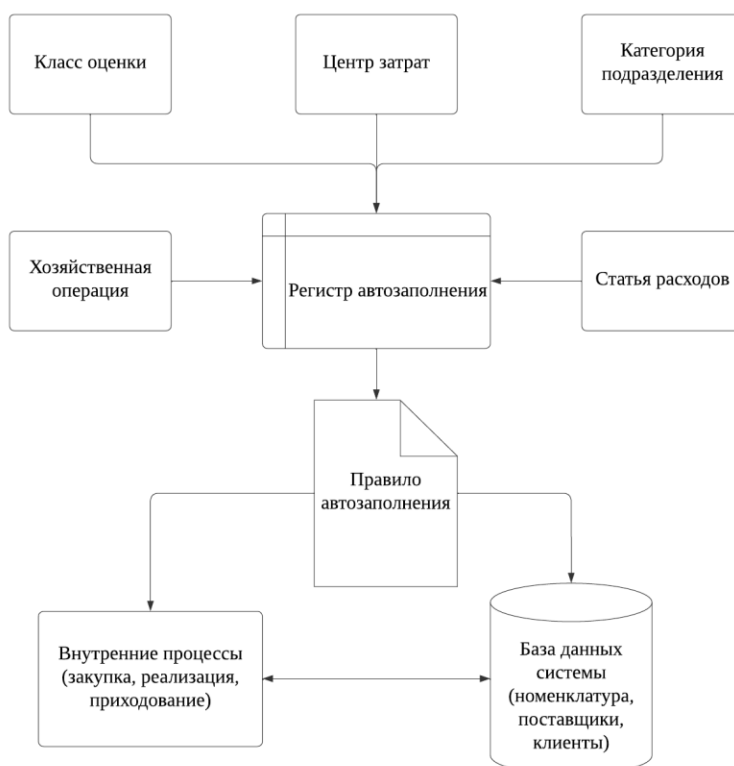 Класс оценки
Центр затрат
Категория
подразделения
Хозяйственная
операция
Регистр автозаполнения
Статья расходов
Правило
автозаполнения
Внутренние процессы
(закупка, реализация,
приходование)
База данных
системы
(номенклатура,
поставщики,
клиенты)